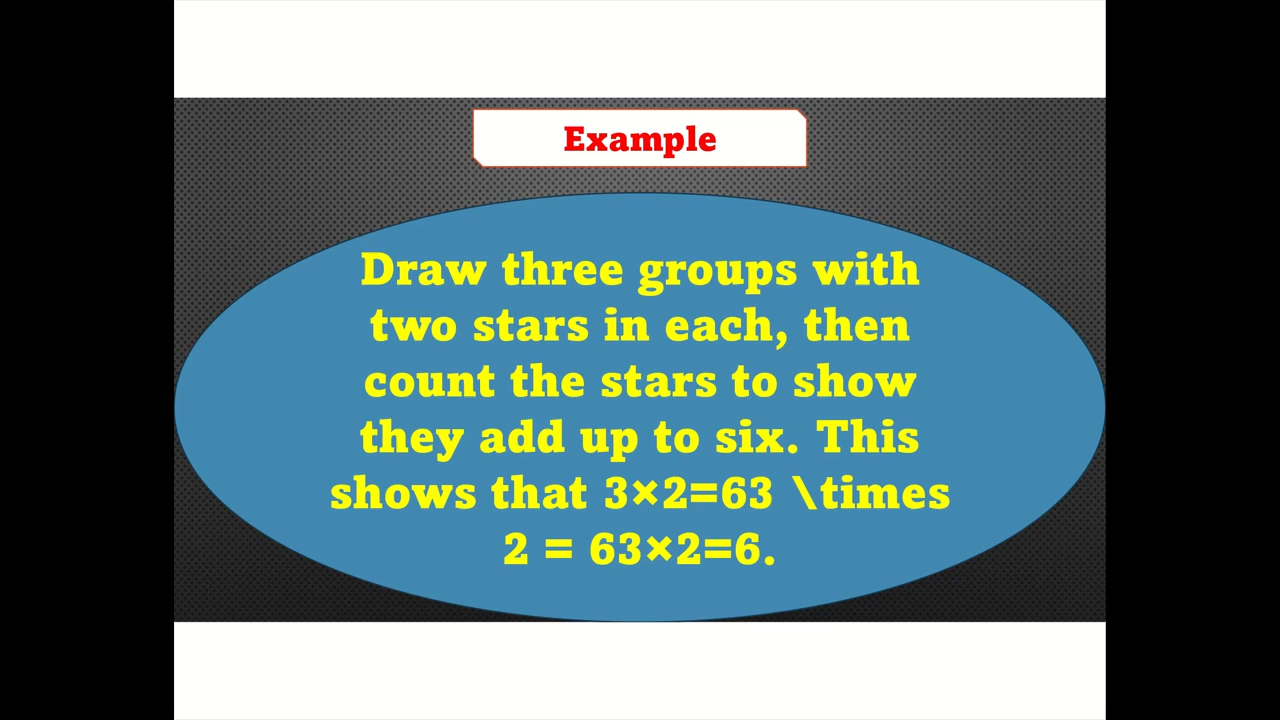 Example
Draw three groups with
two stars in each, then
count the stars to show
they add up to six. This
shows that 3×2=63 \times
2 = 63×2=6.